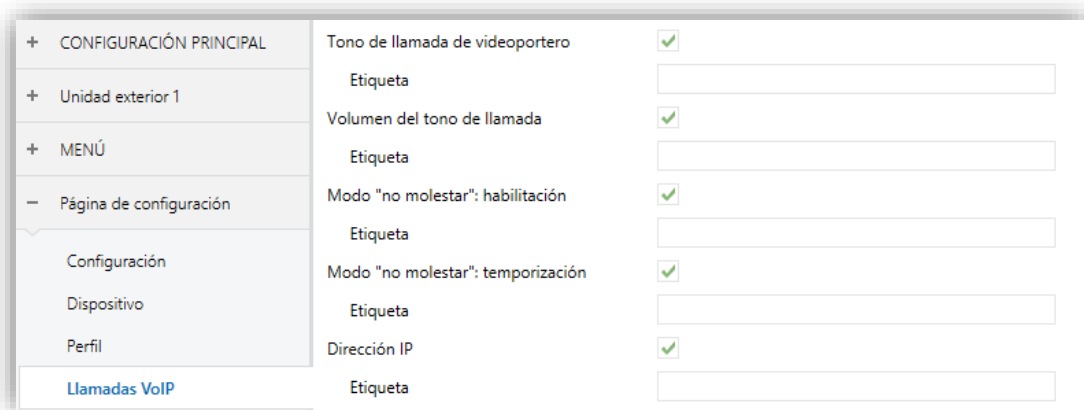 CONFIGURACIÓN PRINCIPAL
Unidad exterior 1
MENÚ
Página de configuración
Configuración
Dispositivo
Perfil
Llamadas VoIP
Tono de llamada de videoportero
Etiqueta
Volumen del tono de llamada
Etiqueta
Modo "no molestar": habilitación
Etiqueta
Modo "no molestar": temporización
Etiqueta
Dirección IP
Etiqueta